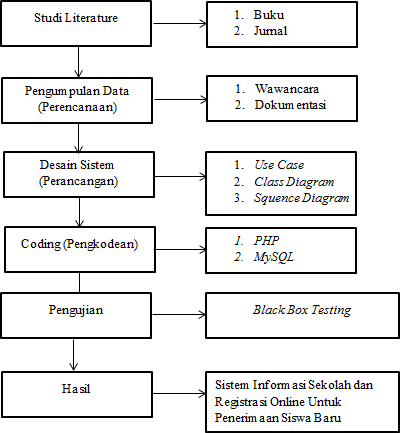 Studi Literature
1. Buku
2. Jurnal
Pengumpulan Data
(Perencanaan)
1. Wawancara
2. Dokumentasi
Desain Sistem
(Perancangan)
1. Use Case
2. Class Diagram
3. Squence Diagram
Coding (Pengkodean)
1. PHP
2. MySQL
Pengujian
Black Box Testing
Hasil
Sistem Informasi Sekolah dan
Registrasi Online Untuk
Penerimaan Siswa Baru